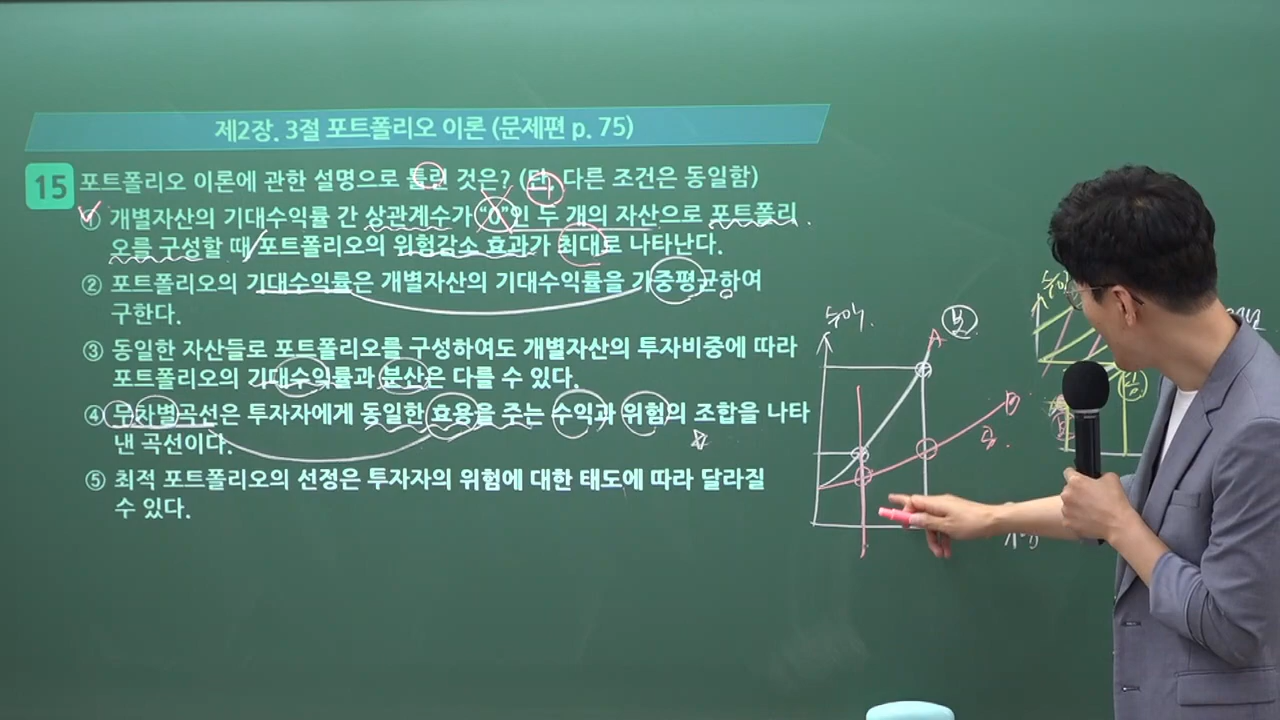 제2장. 3절 포트폴리오 이론 (문제편 p. 75)
15 포트폴리오 이론에 관한 설명으로 틀린 것은? (단, 다른 조건은 동일함)
① 개별자산의 기대수익률 간 상관계수가 "0"인 두 개의 자산으로 포트폴리
오를 구성할 때 포트폴리오의 위험감소 효과가 최대로 나타난다.
② 포트폴리오의 기대수익률은 개별자산의 기대수익률을 가중평균하여
구한다.
③ 동일한 자산들로 포트폴리오를 구성하여도 개별자산의 투자비중에 따라
포트폴리오의 기대수익률과 분산은 다를 수 있다.
④ 무차별곡선은 투자자에게 동일한 효용을 주는 수익과 위험의 조합을 나타
낸 곡선이다.
⑤ 최적 포트폴리오의 선정은 투자자의 위험에 대한 태도에 따라 달라질
수 있다.
-1
수익
A
보